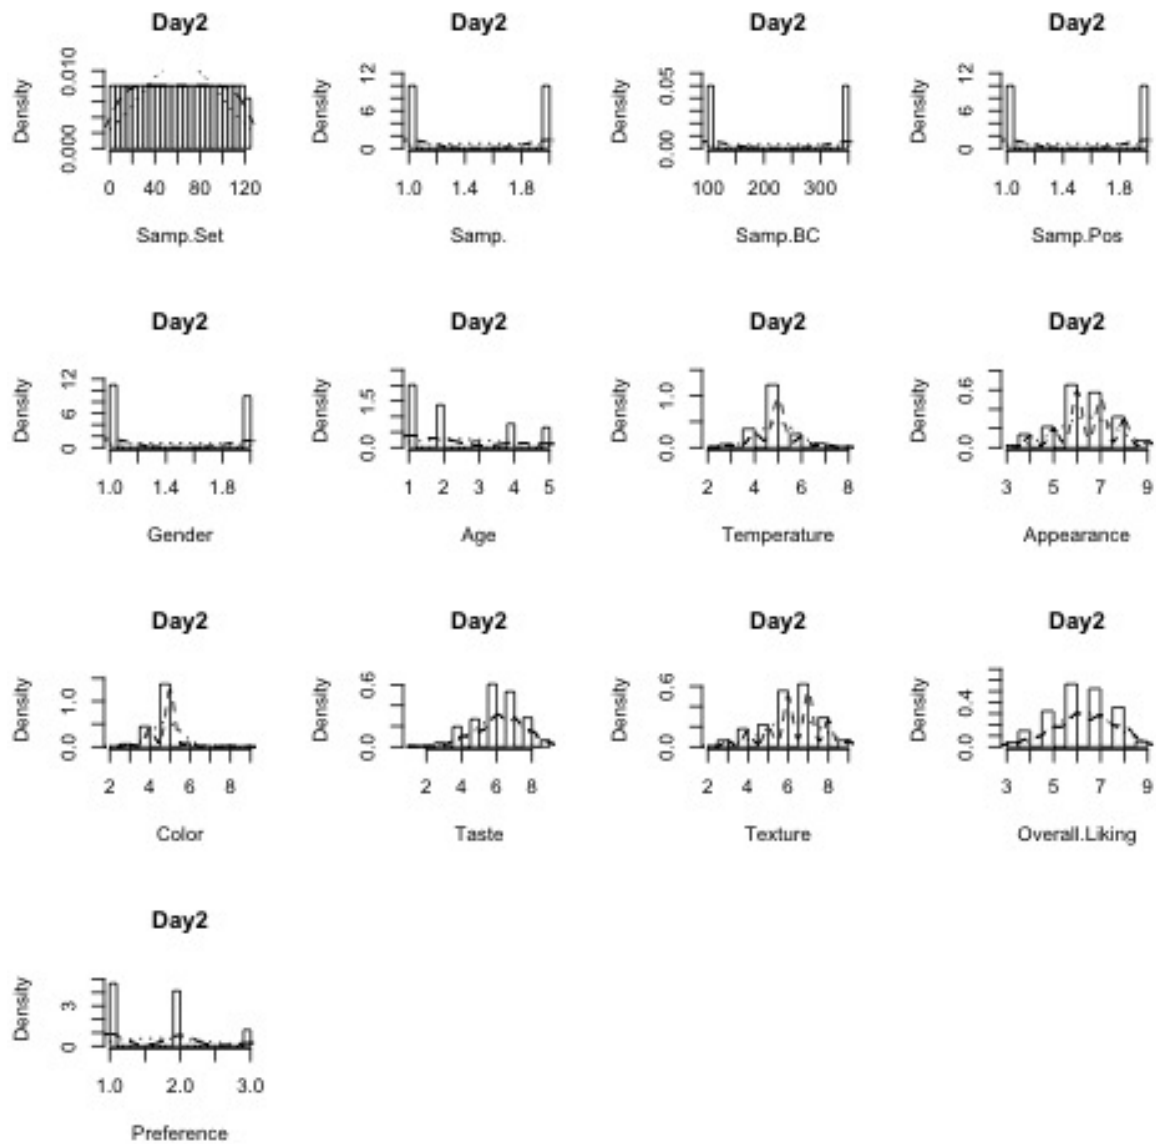 Day2 Day2 Day2 Day2
Density 0.000 0.010 Density 0 6 12 Density 0.00 0.05 Density 0 6 12
0 40 80 120 1.0 1.4 1.8 100 200 300 1.0 1.4 1.8
Samp.Set Samp. Samp.BC Samp.Pos
Day2 Day2 Day2 Day2
Density 0 6 12 Density 0.0 1.5 Density 0.0 1.0 Density 0.0 0.6
1.0 1.4 1.8 1 2 3 4 5 2 4 6 8 3 5 7 9
Gender Age Temperature Appearance
Day2 Day2 Day2 Day2
Density 0.0 1.0 Density 0.0 0.6 Density 0.0 0.6 Density 0.0 0.4
2 4 6 8 2 4 6 8 2 4 6 8 3 5 7 9
Color Taste Texture Overall.Liking
Day2
Density 0 3
1.0 2.0 3.0
Preference